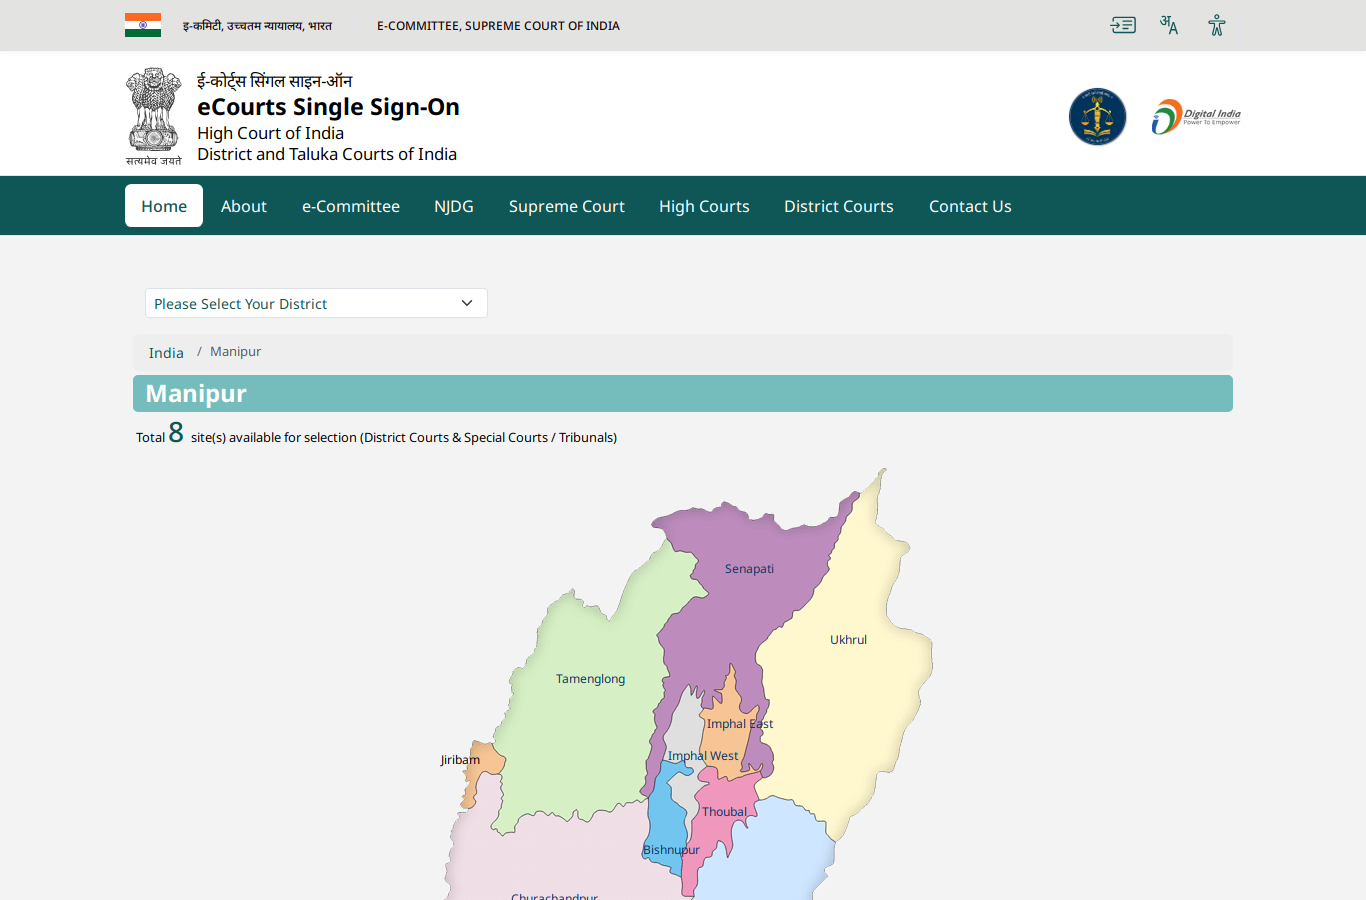 इ-कमिटी, उच्चतम न्यायालय, भारत
E-COMMITTEE, SUPREME COURT OF INDIA
अ
A
सत्यमेव जयते
ई-कोर्ट्स सिंगल साइन-ऑन
eCourts Single Sign-On
High Court of India
District and Taluka Courts of India
Digital India
Power To Empower
Home
About
e-Committee
NJDG
Supreme Court
High Courts
District Courts
Contact Us
Please Select Your District
India / Manipur
Manipur
Total 8 site(s) available for selection (District Courts & Special Courts / Tribunals)
Senapati
Ukhrul
Tamenglong
Imphal East
Imphal West
Jiribam
Thoubal
Bishnupur
Churachandpur